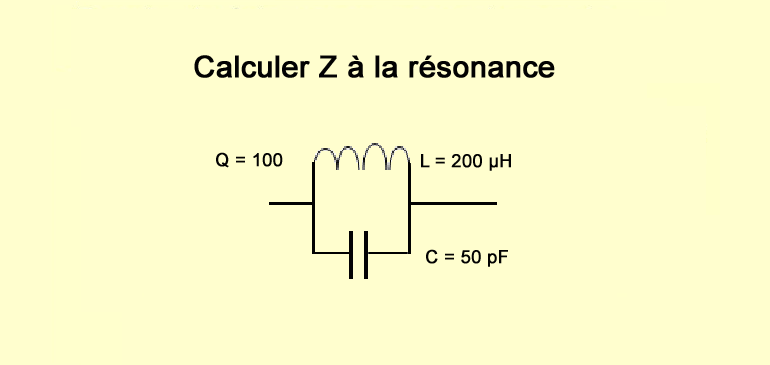 Calculer Z à la résonance
Q = 100
L = 200 µH
C = 50 pF